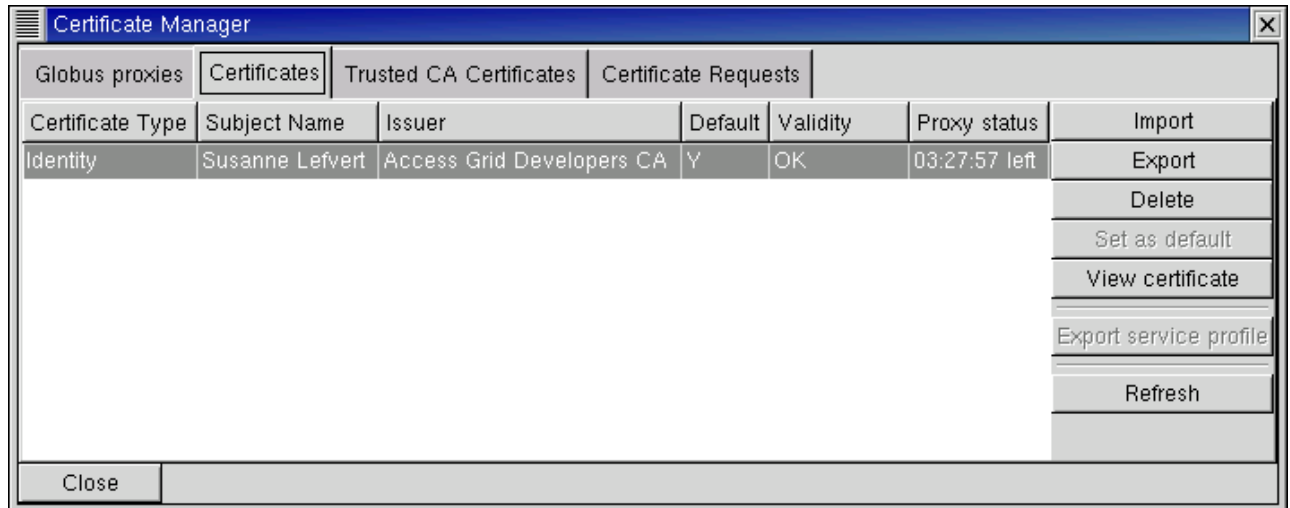 Certificate Manager
Globus proxies Certificates Trusted CA Certificates Certificate Requests
Certificate Type Subject Name Issuer Default Validity Proxy status
Identity Susanne Lefvert Access Grid Developers CA Y OK 03:27:57 left
Import
Export
Delete
Set as default
View certificate
Export service profile
Refresh
Close